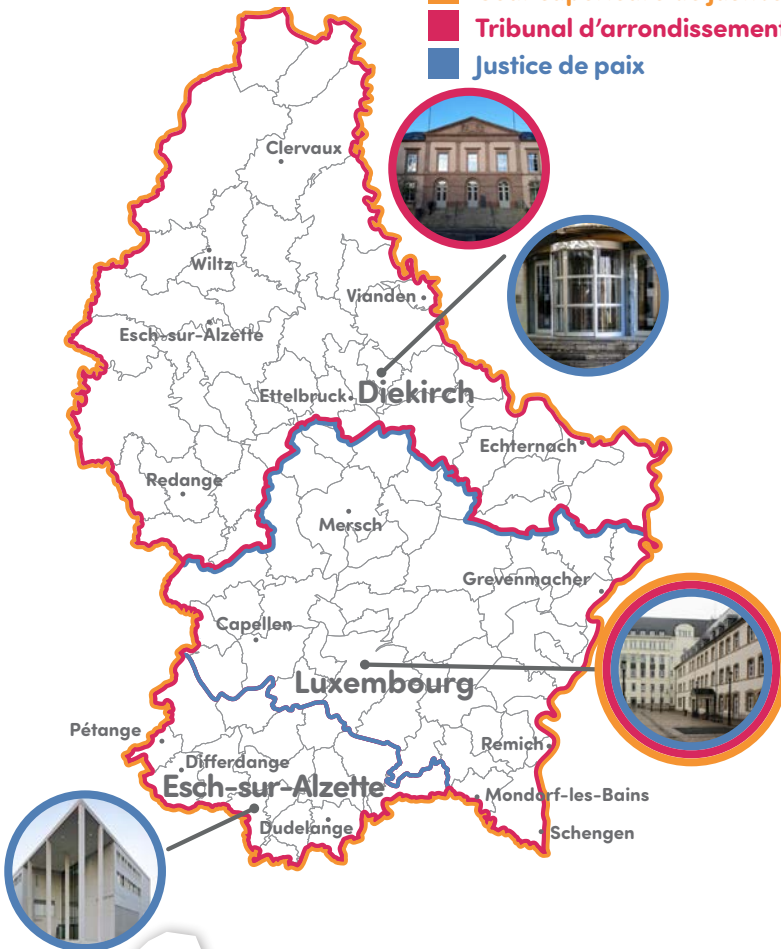 Tribunal d'arrondissement
Justice de paix
Clervaux
Wiltz
Vianden
Esch-sur-Alzette
Ettelbruck
Diekirch
Echternach
Redange
Mersch
Grevenmacher
Capellen
Luxembourg
Pétange
Remich
Differdange
Esch-sur-Alzette
Mondorf-les-Bains
Dudelange
Schengen